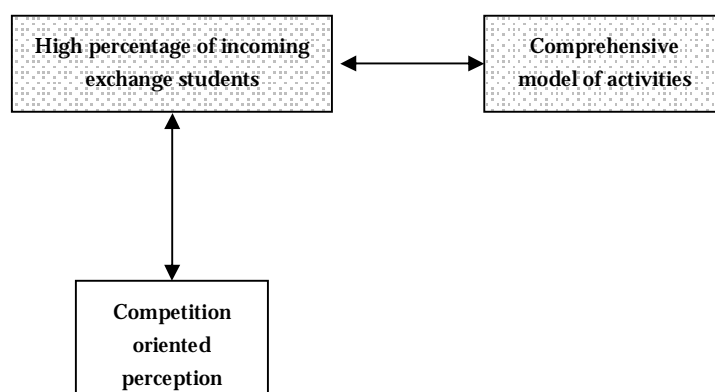 High percentage of incoming
exchange students
Comprehensive
model of activities
Competition
oriented
perception